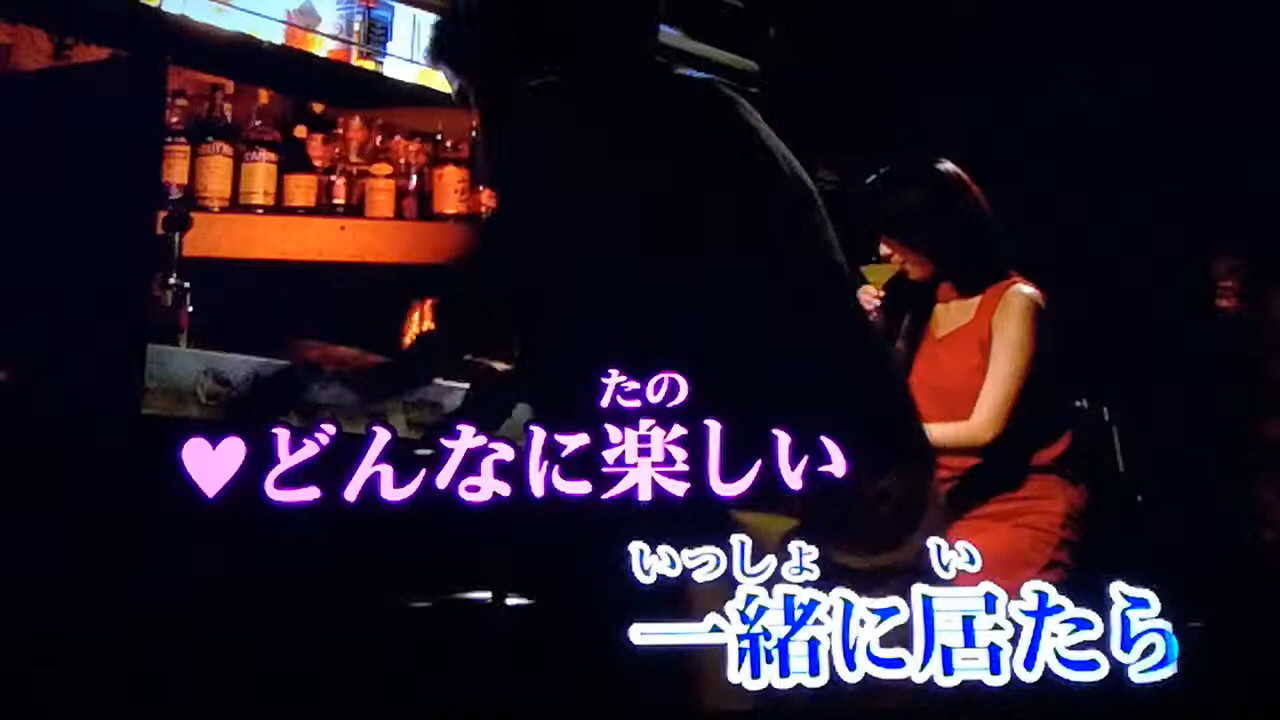 たの
♥どんなに楽しい
いっしょ い
一緒に居たら